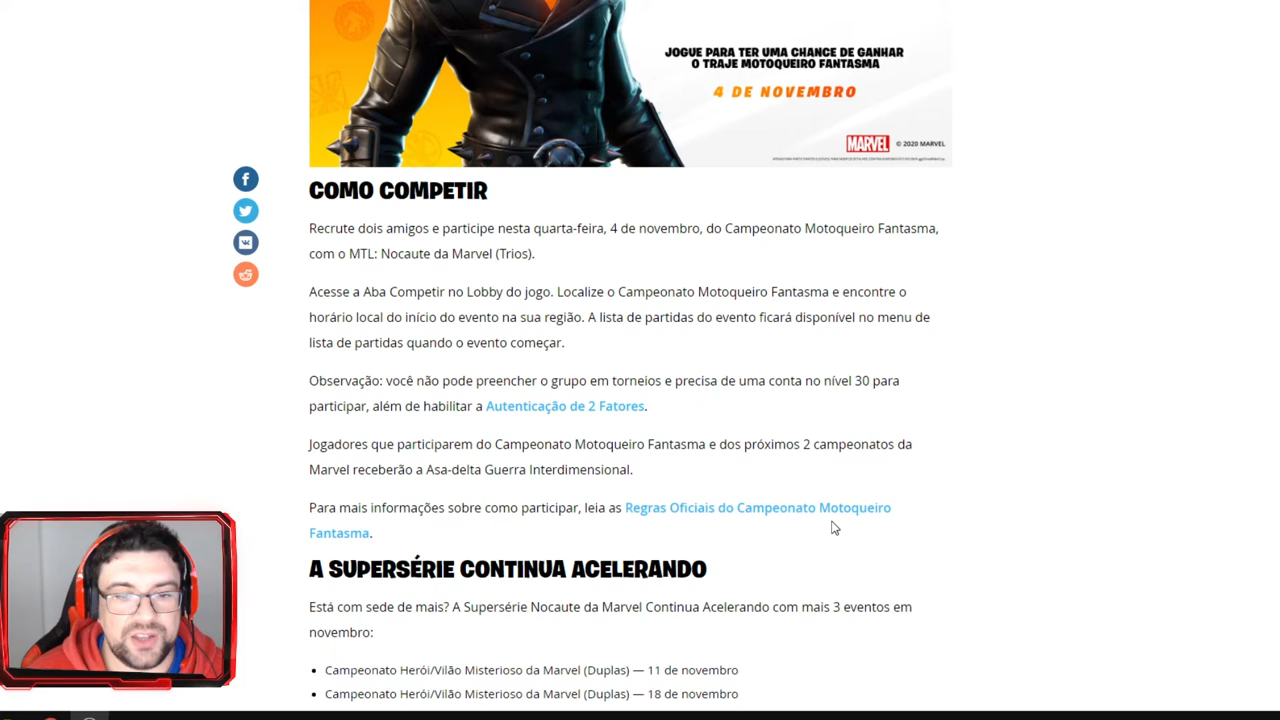 JOGUE PARA TER UMA CHANCE DE GANHAR
O TRAJE MOTOQUEIRO FANTASMA
4 DE NOVEMBRO
MARVEL © 2020 MARVEL
COMO COMPETIR
Recrute dois amigos e participe nesta quarta-feira, 4 de novembro, do Campeonato Motoqueiro Fantasma,
com o MTL: Nocaute da Marvel (Trios).
Acesse a Aba Competir no Lobby do jogo. Localize o Campeonato Motoqueiro Fantasma e encontre o
horário local do início do evento na sua região. A lista de partidas do evento ficará disponível no menu de
lista de partidas quando o evento começar.
Observação: você não pode preencher o grupo em torneios e precisa de uma conta no nível 30 para
participar, além de habilitar a Autenticação de 2 Fatores.
Jogadores que participarem do Campeonato Motoqueiro Fantasma e dos próximos 2 campeonatos da
Marvel receberão a Asa-delta Guerra Interdimensional.
Para mais informações sobre como participar, leia as Regras Oficiais do Campeonato Motoqueiro
Fantasma.
A SUPERSÉRIE CONTINUA ACELERANDO
Está com sede de mais? A Supersérie Nocaute da Marvel Continua Acelerando com mais 3 eventos em
novembro:
• Campeonato Herói/Vilão Misterioso da Marvel (Duplas) — 11 de novembro
• Campeonato Herói/Vilão Misterioso da Marvel (Duplas) — 18 de novembro